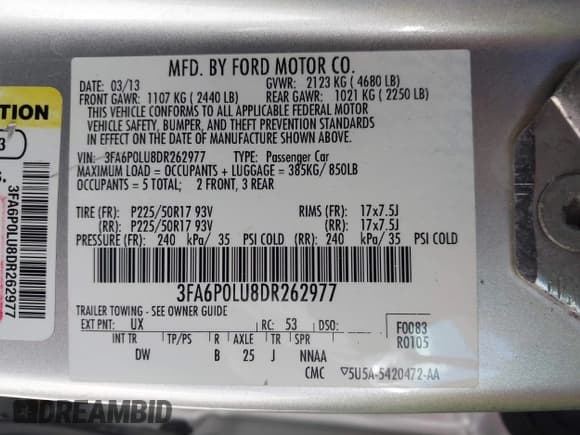 MFD. BY FORD MOTOR CO.
DATE: 03/13 GVWR: 2123 KG ( 4680 LB)
FRONT GAWR: 1107 KG ( 2440 LB) REAR GAWR: 1021 KG ( 2250 LB)
THIS VEHICLE CONFORMS TO ALL APPLICABLE FEDERAL MOTOR
VEHICLE SAFETY, BUMPER, AND THEFT PREVENTION STANDARDS
IN EFFECT ON THE DATE OF MANUFACTURE SHOWN ABOVE.
VIN: 3FA6P0LU8DR262977 TYPE: Passenger Car
MAXIMUM LOAD = OCCUPANTS + LUGGAGE = 385KG/ 850LB
OCCUPANTS = 5 TOTAL; 2 FRONT, 3 REAR
TIRE (FR): P225/50R17 93V RIMS (FR): 17x7.5J
(RR): P225/50R17 93V (RR): 17x7.5J
PRESSURE (FR): 240 kPa/ 35 PSI COLD (RR): 240 kPa/ 35 PSI COLD
3FA6P0LU8DR262977
TRAILER TOWING - SEE OWNER GUIDE
EXT PNT: UX RC: 53 DSO: F0083
R0105
INT TR TP/PS R AXLE TR SPR
DW B 25 J NNAA
CMC ▽5U5A-5420472-AA
TION
3
S.
3FA6P0LU8DR262977
DREAMBID